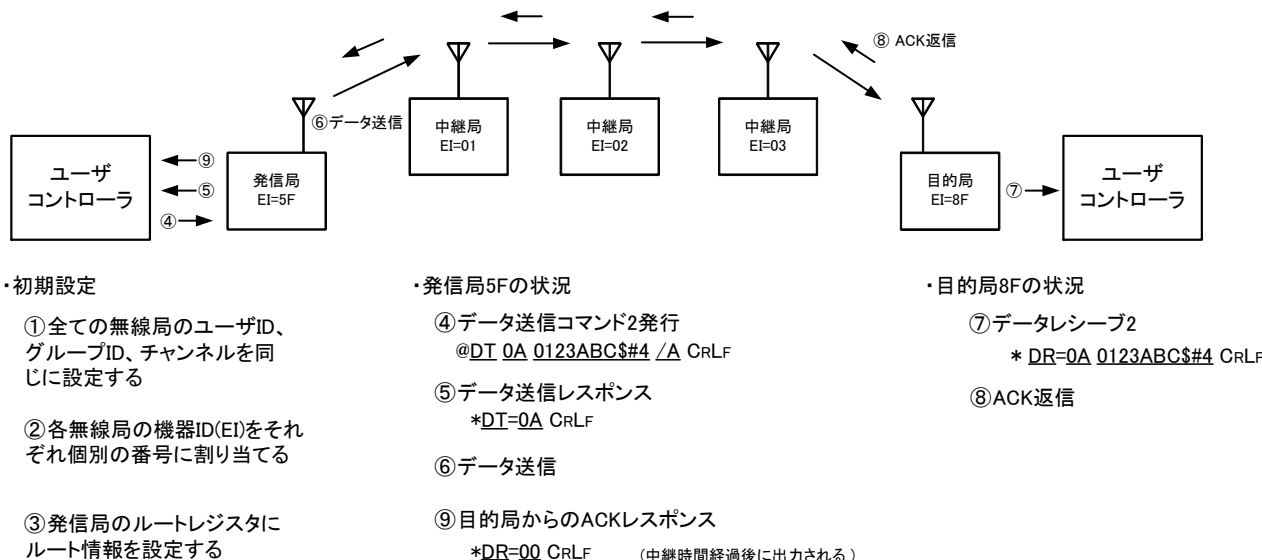 ⑧ ACK返信
⑥データ送信
中継局
EI=01
中継局
EI=02
中継局
EI=03
ユーザ
コントローラ
⑨
⑤
④
発信局
EI=5F
目的局
EI=8F
⑦
ユーザ
コントローラ
・初期設定
①全ての無線局のユーザID、
グループID、チャンネルを同
じに設定する
②各無線局の機器ID(EI)をそれ
ぞれ個別の番号に割り当てる
③発信局のルートレジスタに
ルート情報を設定する
・発信局5Fの状況
④データ送信コマンド2発行
@DT 0A 0123ABC$#4 /A CRLF
⑤データ送信レスポンス
*DT=0A CRLF
⑥データ送信
⑨目的局からのACKレスポンス
*DR=00 CRLF (中継時間経過後に出力される)
・目的局8Fの状況
⑦データレシーブ2
* DR=0A 0123ABC$#4 CRLF
⑧ACK返信